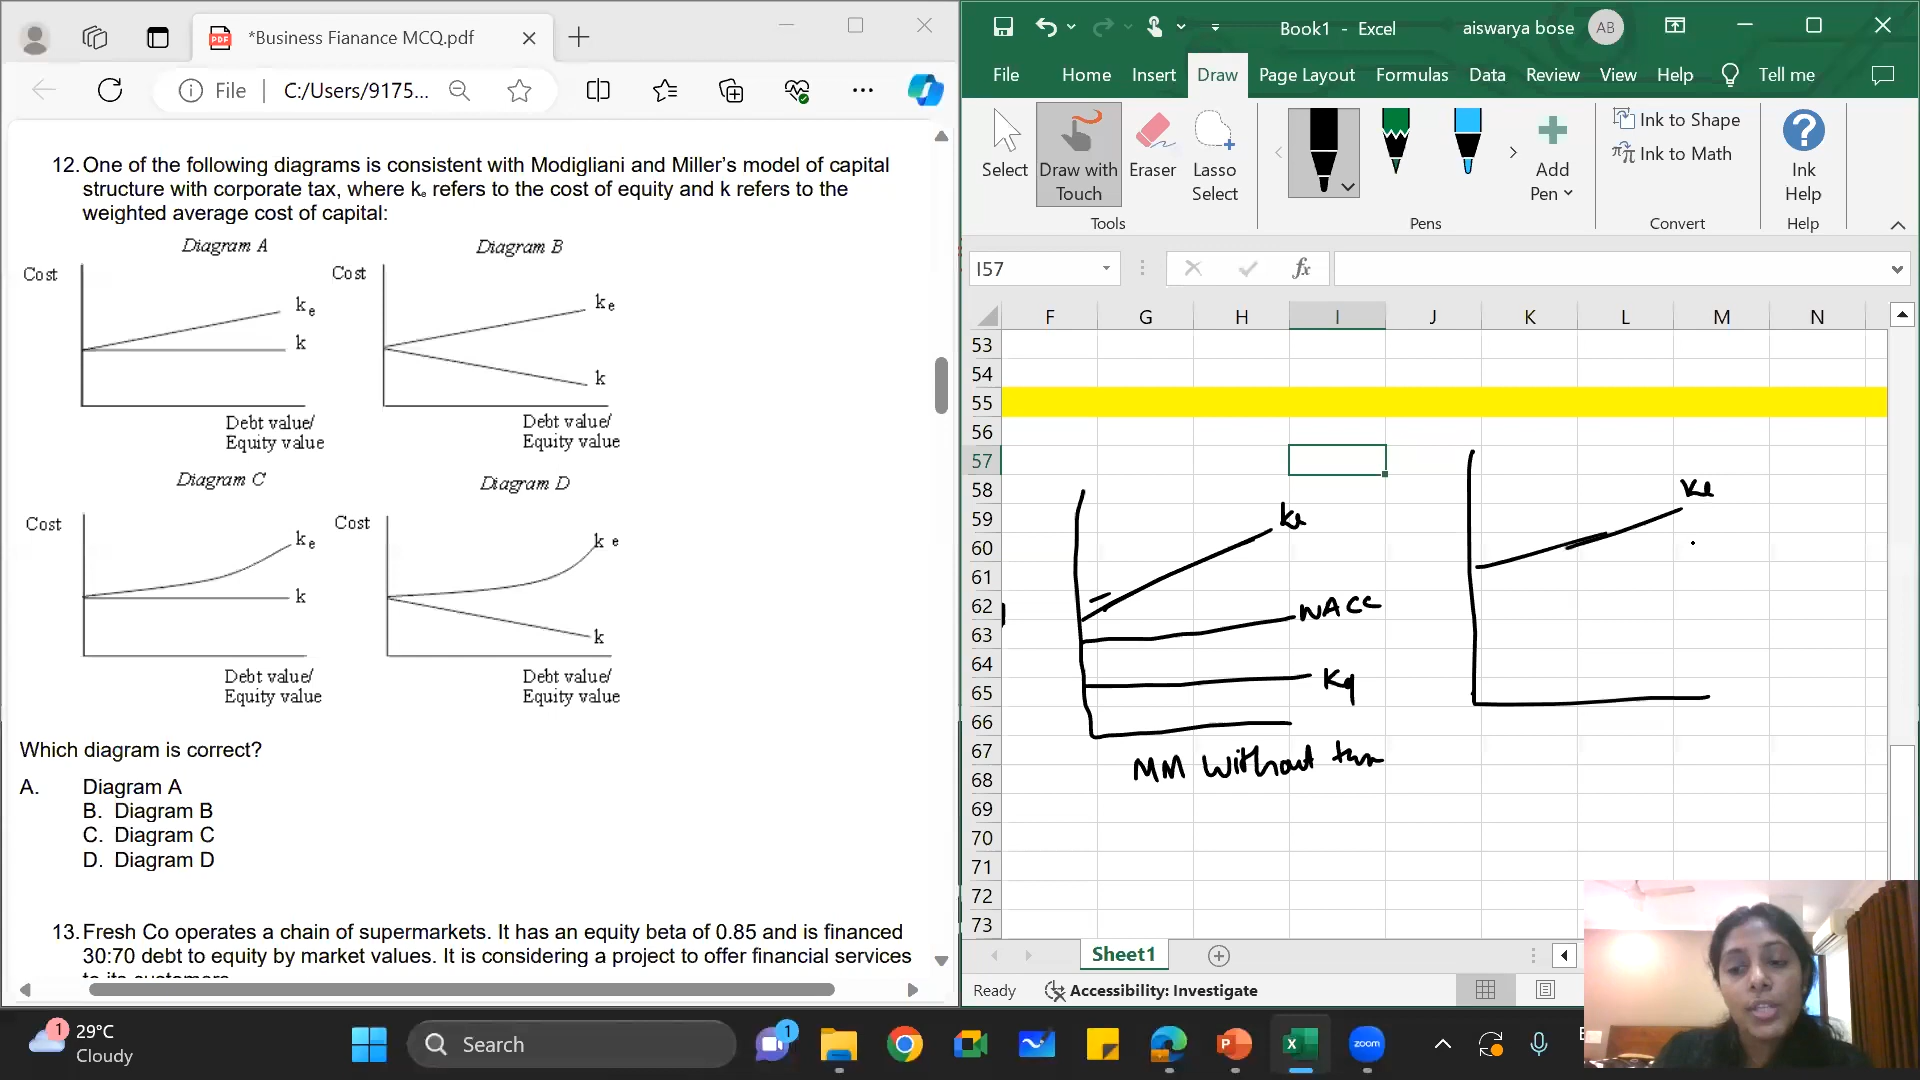 *Business Fianance MCQ.pdf
File
C:/Users/9175...
12. One of the following diagrams is consistent with Modigliani and Miller's model of capital
structure with corporate tax, where ke refers to the cost of equity and k refers to the
weighted average cost of capital:
Diagram A
Diagram B
Cost
Cost
ke
ke
k
k
Debt value/
Equity value
Debt value/
Equity value
Diagram C
Diagram D
Cost
Cost
ke
k e
k
k
Debt value/
Equity value
Debt value/
Equity value
Which diagram is correct?
A. Diagram A
B. Diagram B
C. Diagram C
D. Diagram D
13. Fresh Co operates a chain of supermarkets. It has an equity beta of 0.85 and is financed
30:70 debt to equity by market values. It is considering a project to offer financial services
to its customers
Book1 - Excel
aiswarya bose
AB
File Home Insert Draw Page Layout Formulas Data Review View Help Tell me
Select
Draw with
Touch
Eraser
Lasso
Select
Add
Pen
Ink to Shape
Ink to Math
Ink
Help
Tools
Pens
Convert
Help
I57
fx
F G H I J K L M N
53
54
55
56
57
58
59
60
61
62
63
64
65
66
67
68
69
70
71
72
73
ke
WACC
MM Without
ke
Sheet1
Ready
Accessibility: Investigate
1
29°C
Cloudy
Search
1
zoom